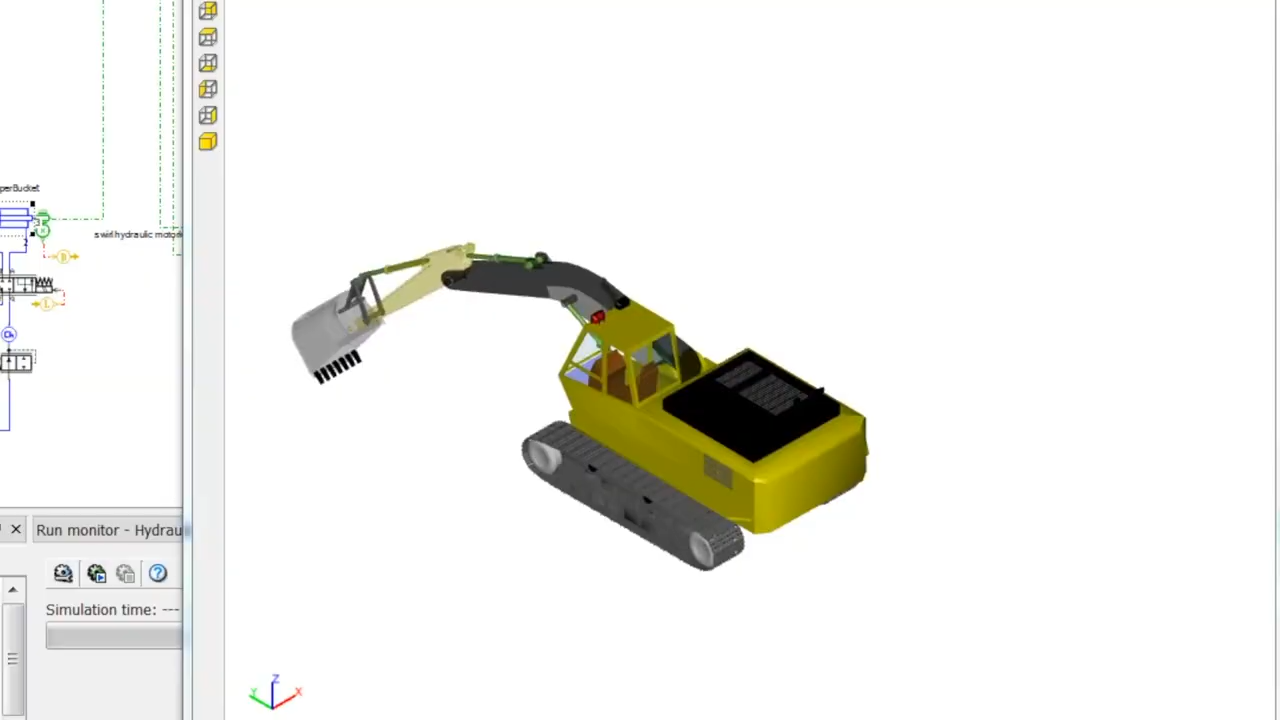 perBucket
swirl hydraulic motor
Run monitor - Hydrau
Simulation time: ---
Z
Y
X